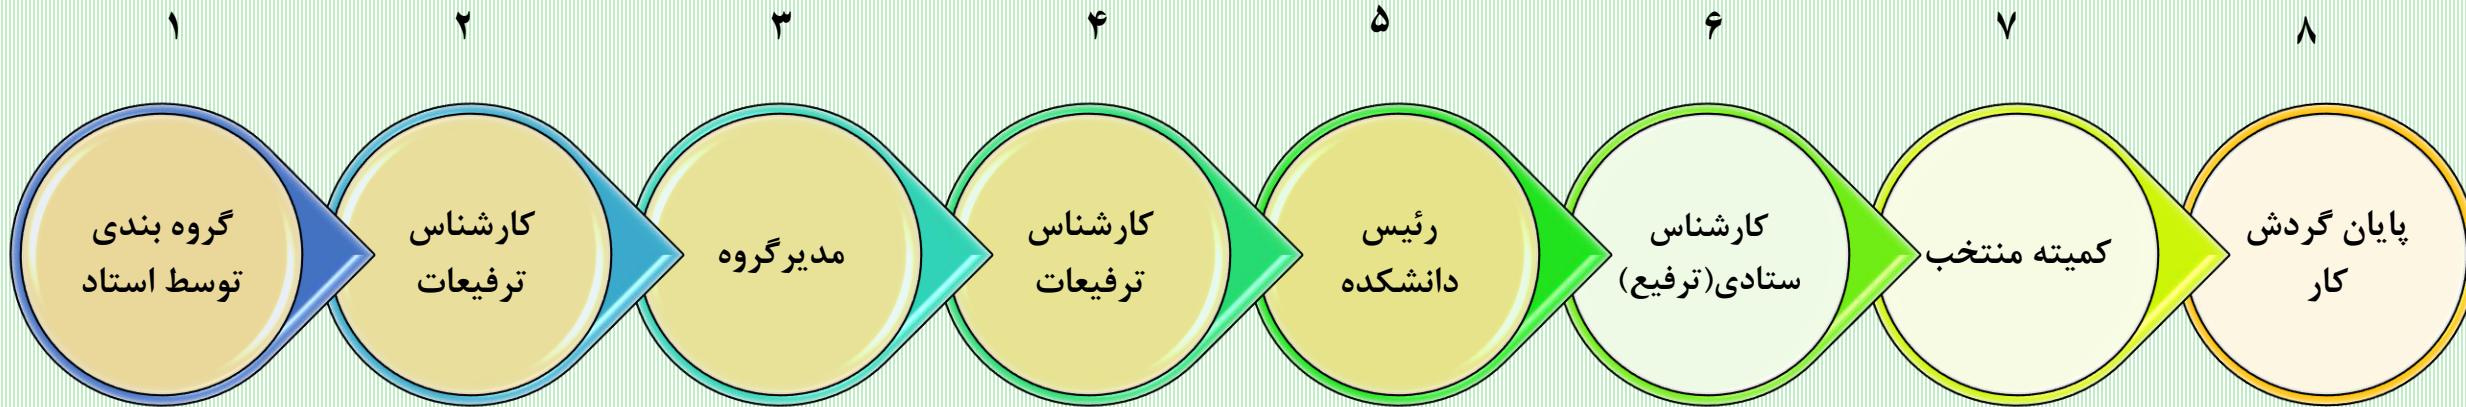 ۱ ۲ ۳ ۴ ۵ ۶ ۷ ۸
گروه بندی
توسط استاد
کارشناس
ترفیعات
مدیرگروه
کارشناس
ترفیعات
رئیس
دانشکده
کارشناس
ستادی(ترفیع)
کمیته منتخب
پایان گردش
کار